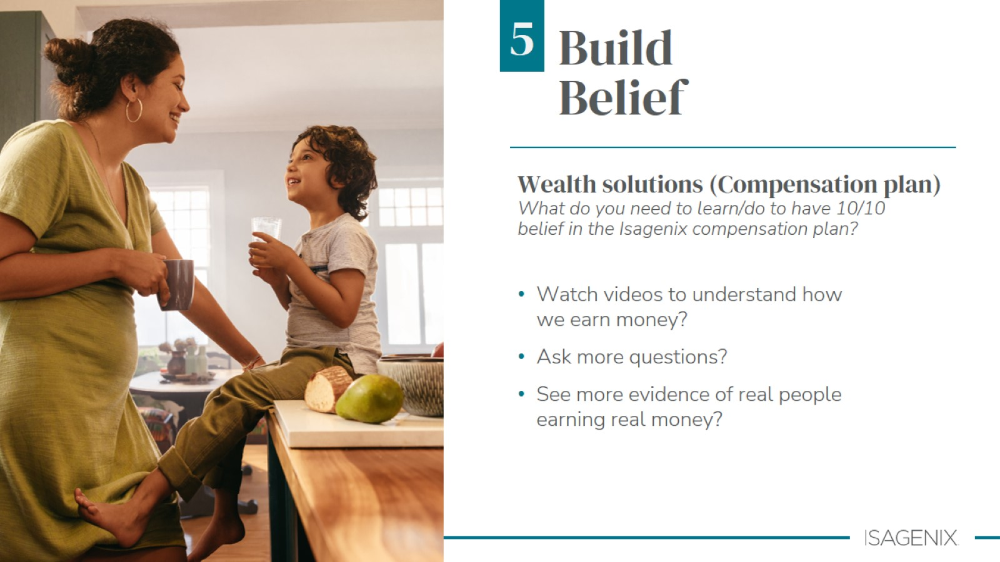 5
Build
Belief
Wealth solutions (Compensation plan)
What do you need to learn/do to have 10/10
belief in the Isagenix compensation plan?
• Watch videos to understand how
we earn money?
• Ask more questions?
• See more evidence of real people
earning real money?
ISAGENIX